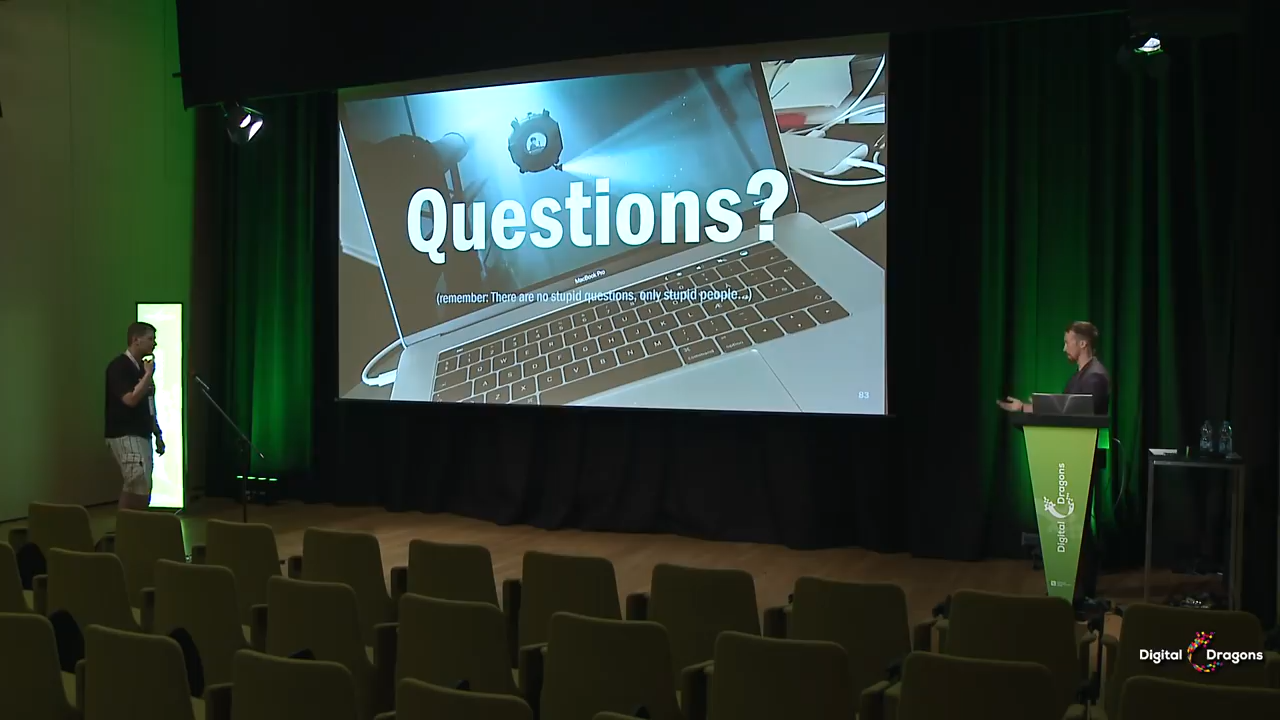 Questions?
MacBook Pro
(remember: There are no stupid questions, only stupid people...)
83
Digital Dragons
Digital Dragons